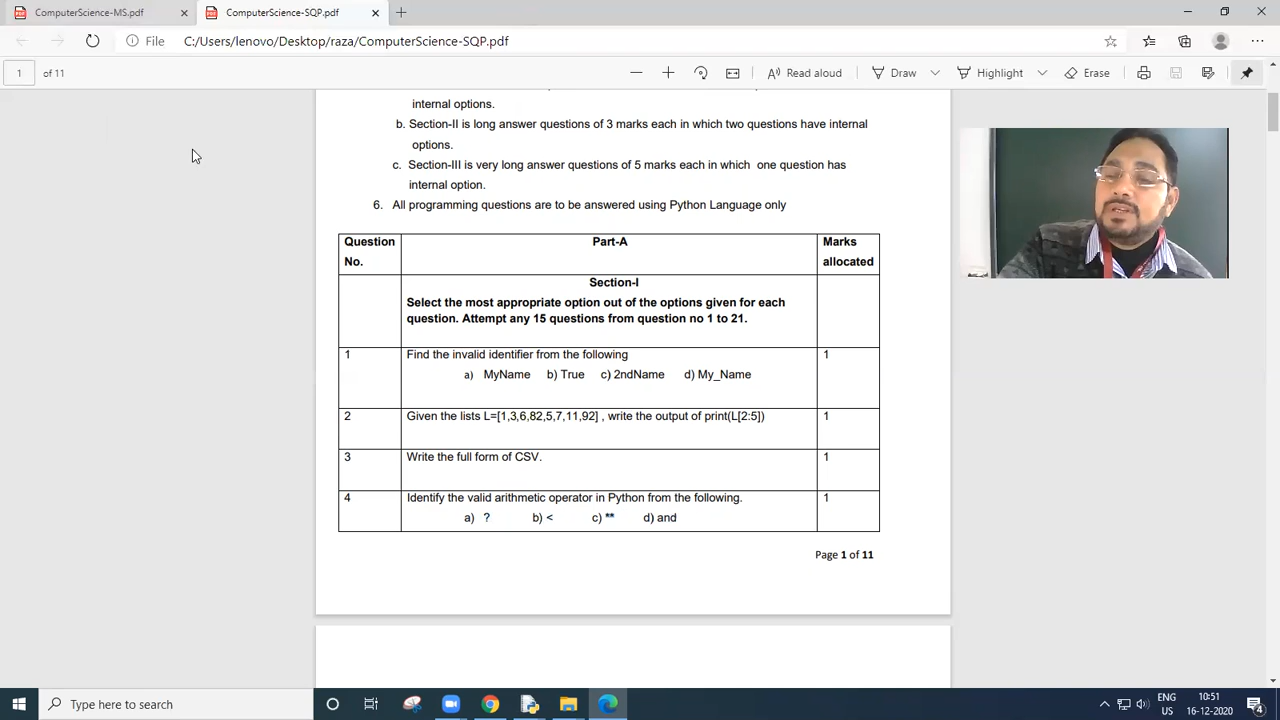 ComputerScience-MS.pdf
ComputerScience-SQP.pdf
File C:/Users/lenovo/Desktop/raza/ComputerScience-SQP.pdf
1 of 11
Read aloud Draw Highlight Erase
internal options.
b. Section-II is long answer questions of 3 marks each in which two questions have internal
options.
c. Section-III is very long answer questions of 5 marks each in which one question has
internal option.
6. All programming questions are to be answered using Python Language only
Question No.
Part-A
Marks allocated
Section-I
Select the most appropriate option out of the options given for each
question. Attempt any 15 questions from question no 1 to 21.
1 Find the invalid identifier from the following 1
a) MyName b) True c) 2ndName d) My_Name
2 Given the lists L=[1,3,6,82,5,7,11,92] , write the output of print(L[2:5]) 1
3 Write the full form of CSV. 1
4 Identify the valid arithmetic operator in Python from the following. 1
a) ? b) < c) ** d) and
Page 1 of 11
Type here to search
ENG
US
10:51
16-12-2020
4